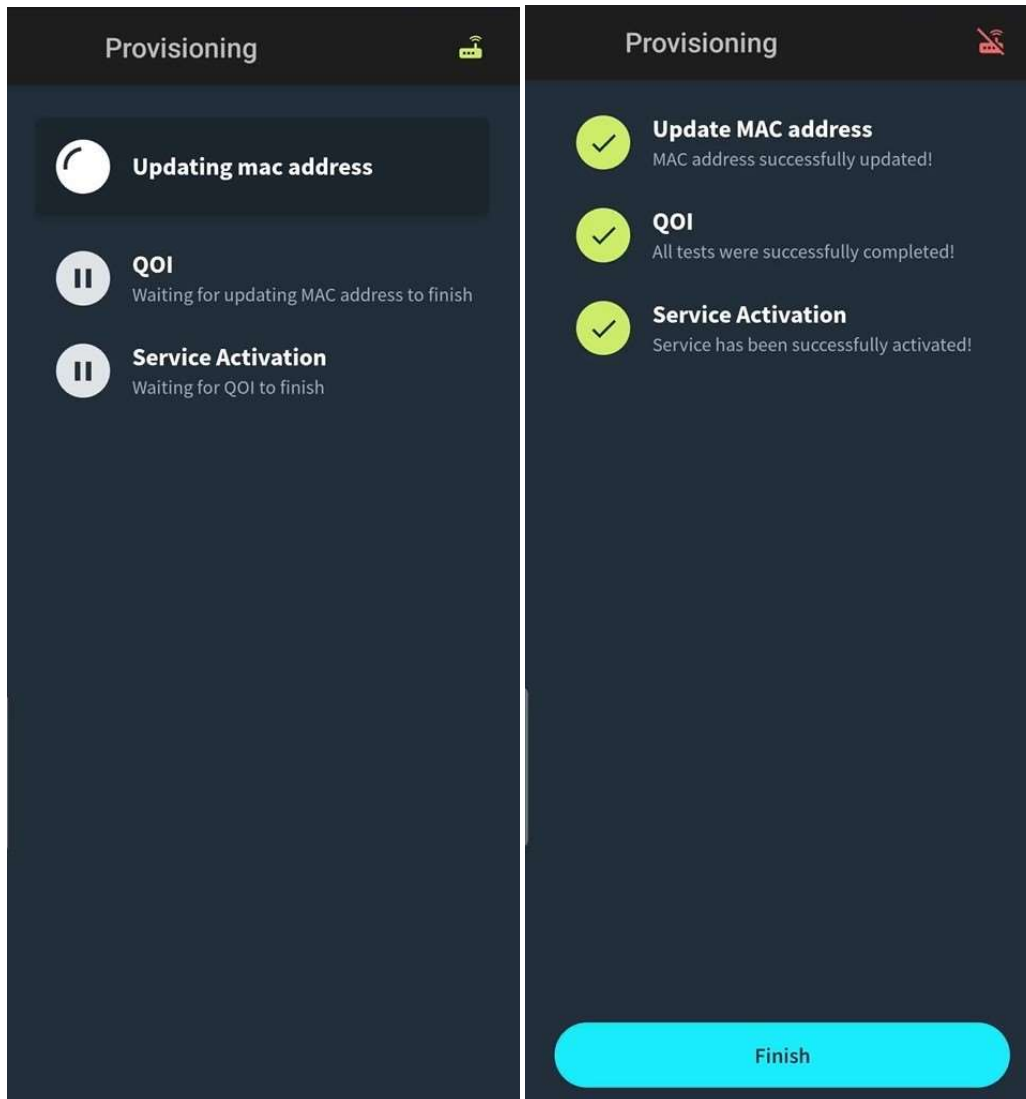 Provisioning
Updating mac address
QOI
Waiting for updating MAC address to finish
Service Activation
Waiting for QOI to finish
Provisioning
Update MAC address
MAC address successfully updated!
QOI
All tests were successfully completed!
Service Activation
Service has been successfully activated!
Finish